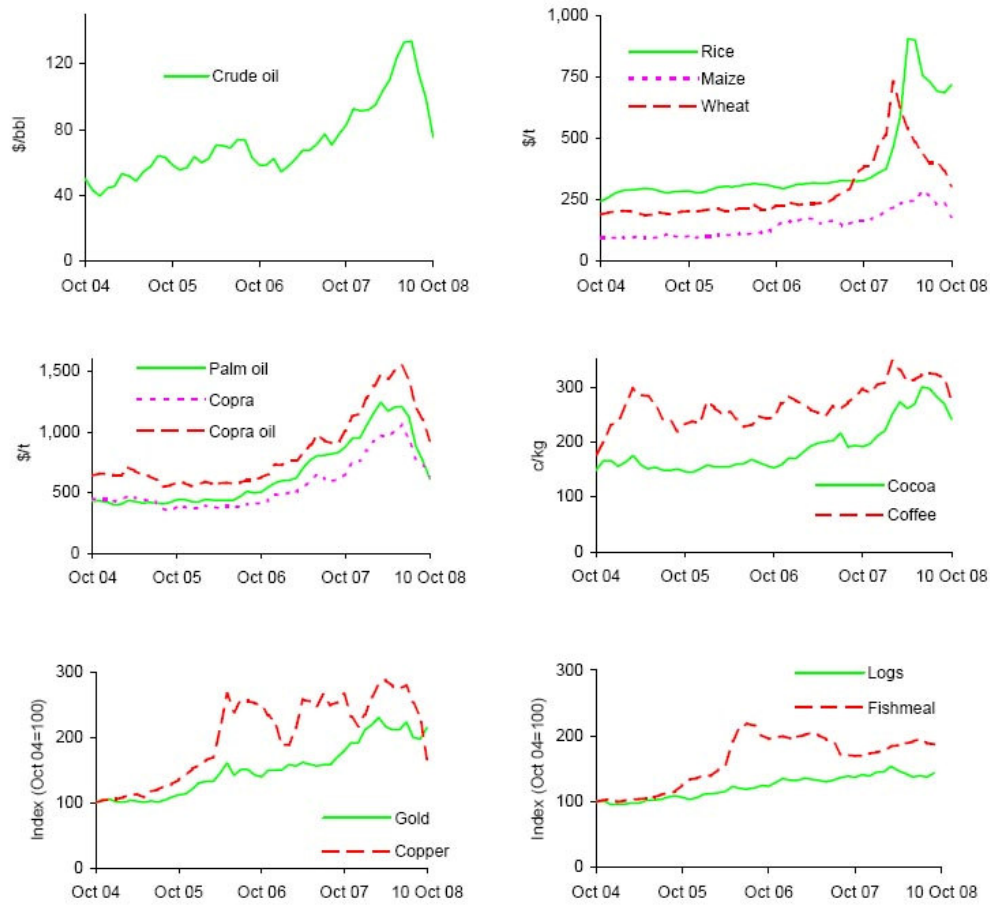 $/bbl
120
80
40
0
Crude oil
Oct 04
Oct 05
Oct 06
Oct 07
10 Oct 08
$/t
1,000
750
500
250
0
Rice
Maize
Wheat
Oct 04
Oct 05
Oct 06
Oct 07
10 Oct 08
$/t
1,500
1,000
500
0
Palm oil
Copra
Copra oil
Oct 04
Oct 05
Oct 06
Oct 07
10 Oct 08
c/kg
300
200
100
0
Cocoa
Coffee
Oct 04
Oct 05
Oct 06
Oct 07
10 Oct 08
Index (Oct 04=100)
300
200
100
0
Gold
Copper
Oct 04
Oct 05
Oct 06
Oct 07
10 Oct 08
Index (Oct 04=100)
300
200
100
0
Logs
Fishmeal
Oct 04
Oct 05
Oct 06
Oct 07
10 Oct 08